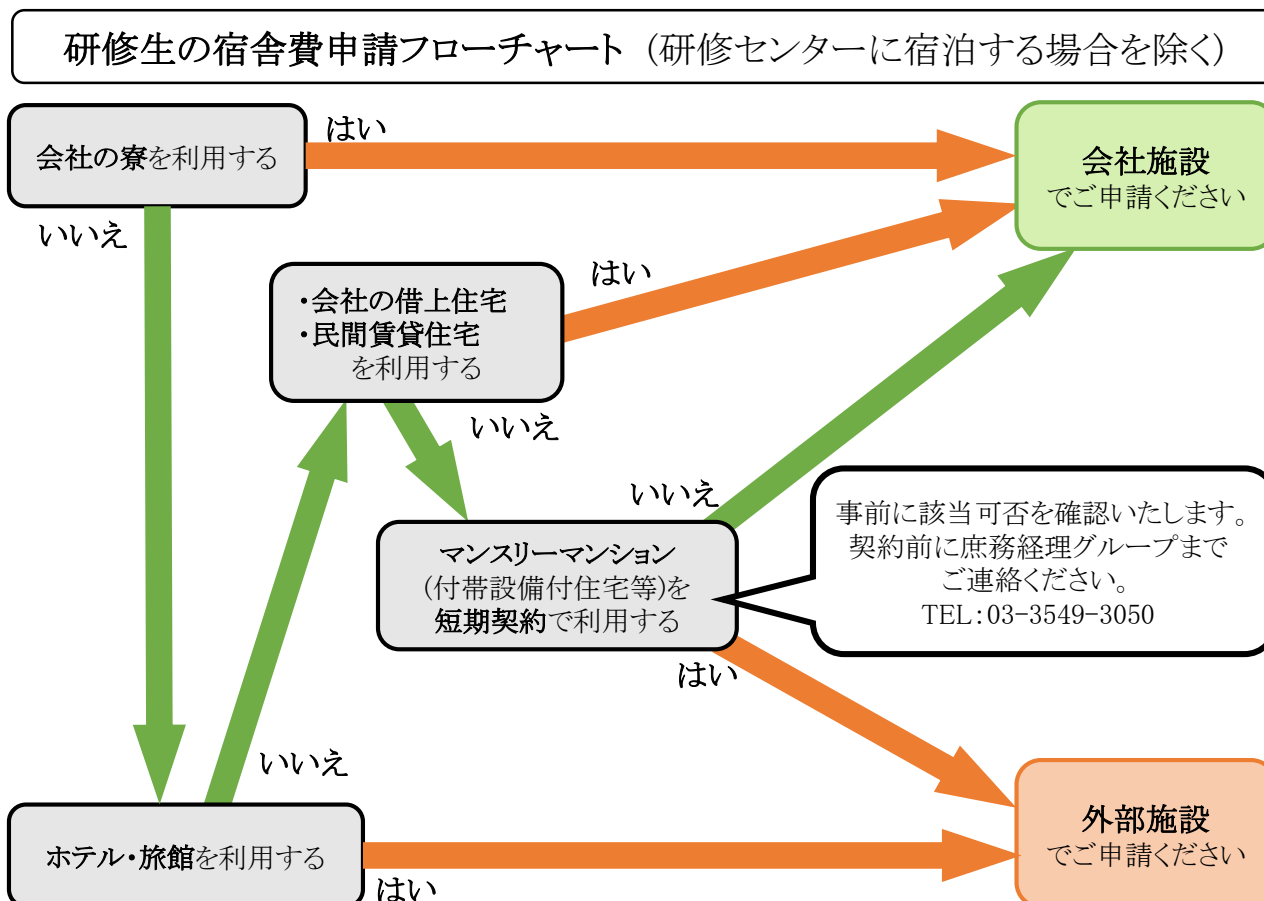 研修生の宿舎費申請フローチャート（研修センターに宿泊する場合を除く）
会社の寮を利用する
はい
会社施設
でご申請ください
いいえ
・会社の借上住宅
・民間賃貸住宅
を利用する
はい
いいえ
マンスリーマンション
(付帯設備付住宅等)を
短期契約で利用する
いいえ
事前に該当可否を確認いたします。
契約前に庶務経理グループまで
ご連絡ください。
TEL:03-3549-3050
はい
いいえ
ホテル・旅館を利用する
はい
外部施設
でご申請ください